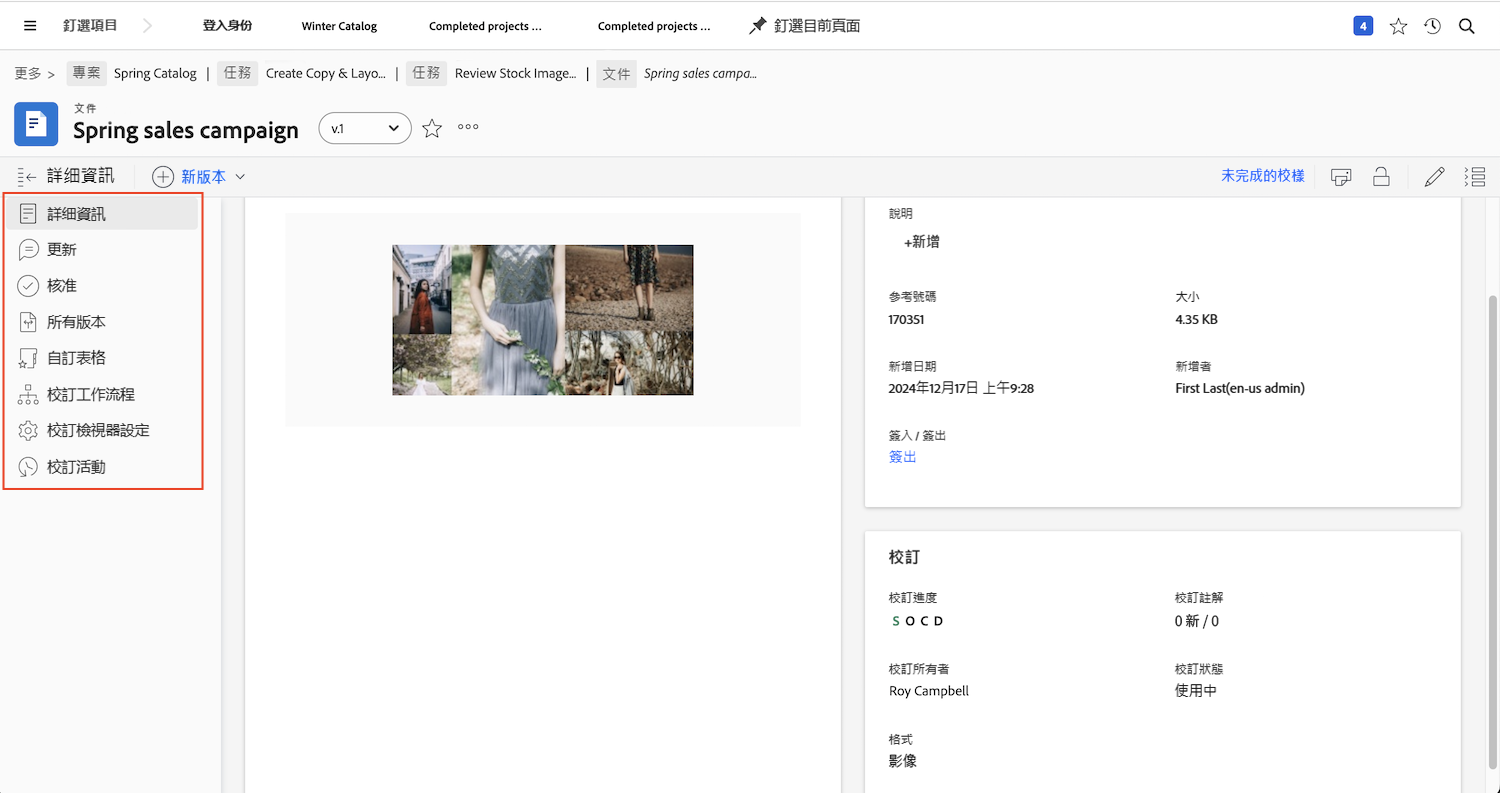 釘選項目 登入身份 Winter Catalog Completed projects ... Completed projects ... 釘選目前頁面 4
更多 > 專案 Spring Catalog | 任務 Create Copy & Layo... | 任務 Review Stock Image... | 文件 Spring sales campa...
文件
Spring sales campaign v.1
詳細資訊 新版本 未完成的校樣
詳細資訊
更新
核准
所有版本
自訂表格
校訂工作流程
校訂檢視器設定
校訂活動
說明
+新增
參考號碼 大小
170351 4.35 KB
新增日期 新增者
2024年12月17日 上午9:28 First Last(en-us admin)
簽入 / 簽出
簽出
校訂
校訂進度 校訂註解
S O C D 0 新 / 0
校訂所有者 校訂狀態
Roy Campbell 使用中
格式
影像